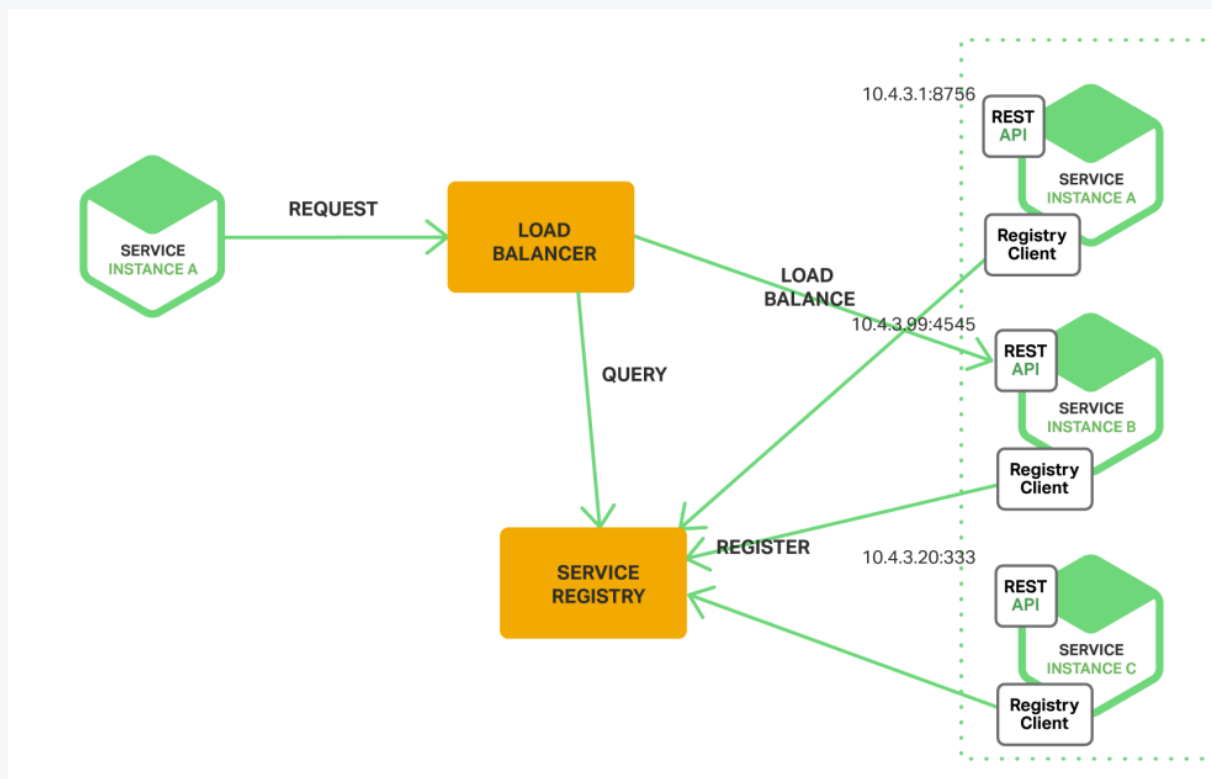 10.4.3.1:8756
REST
API
SERVICE
INSTANCE A
Registry
Client
SERVICE
INSTANCE A
REQUEST
LOAD
BALANCER
LOAD
BALANCE
10.4.3.99:4545
REST
API
SERVICE
INSTANCE B
Registry
Client
QUERY
SERVICE
REGISTRY
REGISTER
10.4.3.20:333
REST
API
SERVICE
INSTANCE C
Registry
Client